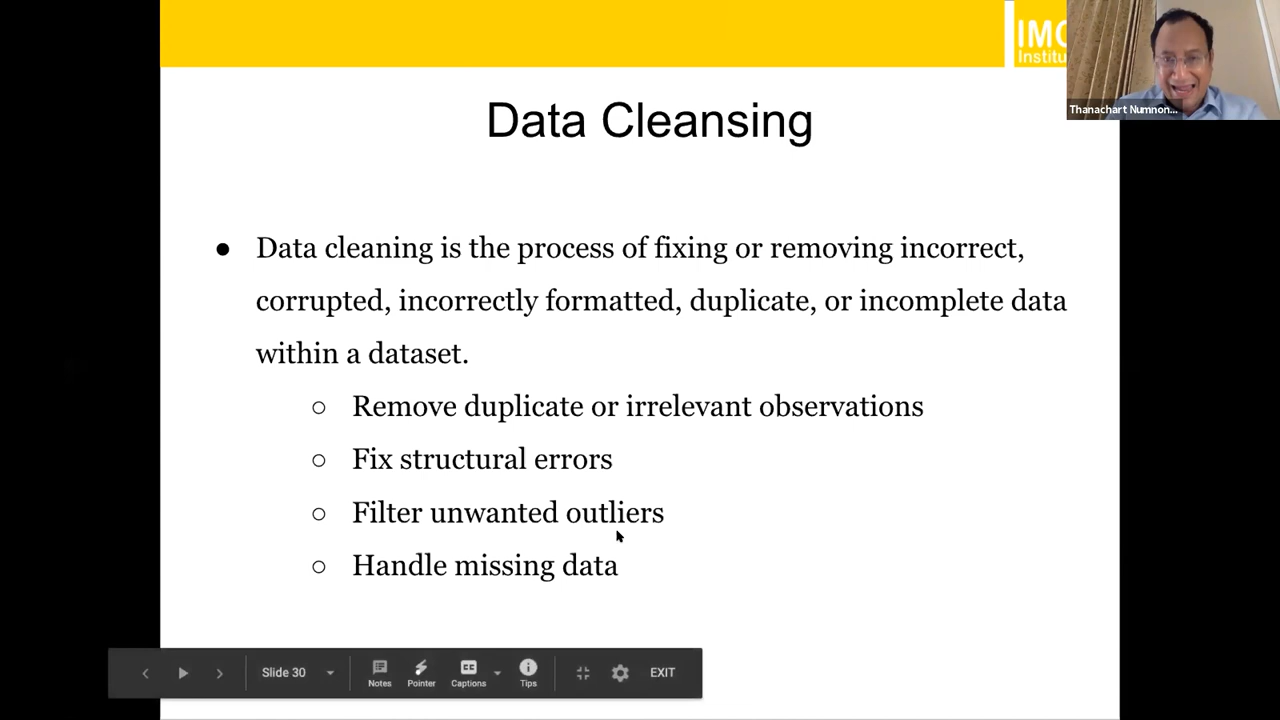 IMC
Institu
Thanachart Numnon...
Data Cleansing
● Data cleaning is the process of fixing or removing incorrect,
corrupted, incorrectly formatted, duplicate, or incomplete data
within a dataset.
○ Remove duplicate or irrelevant observations
○ Fix structural errors
○ Filter unwanted outliers
○ Handle missing data
Slide 30 Notes Pointer CC Captions Tips EXIT